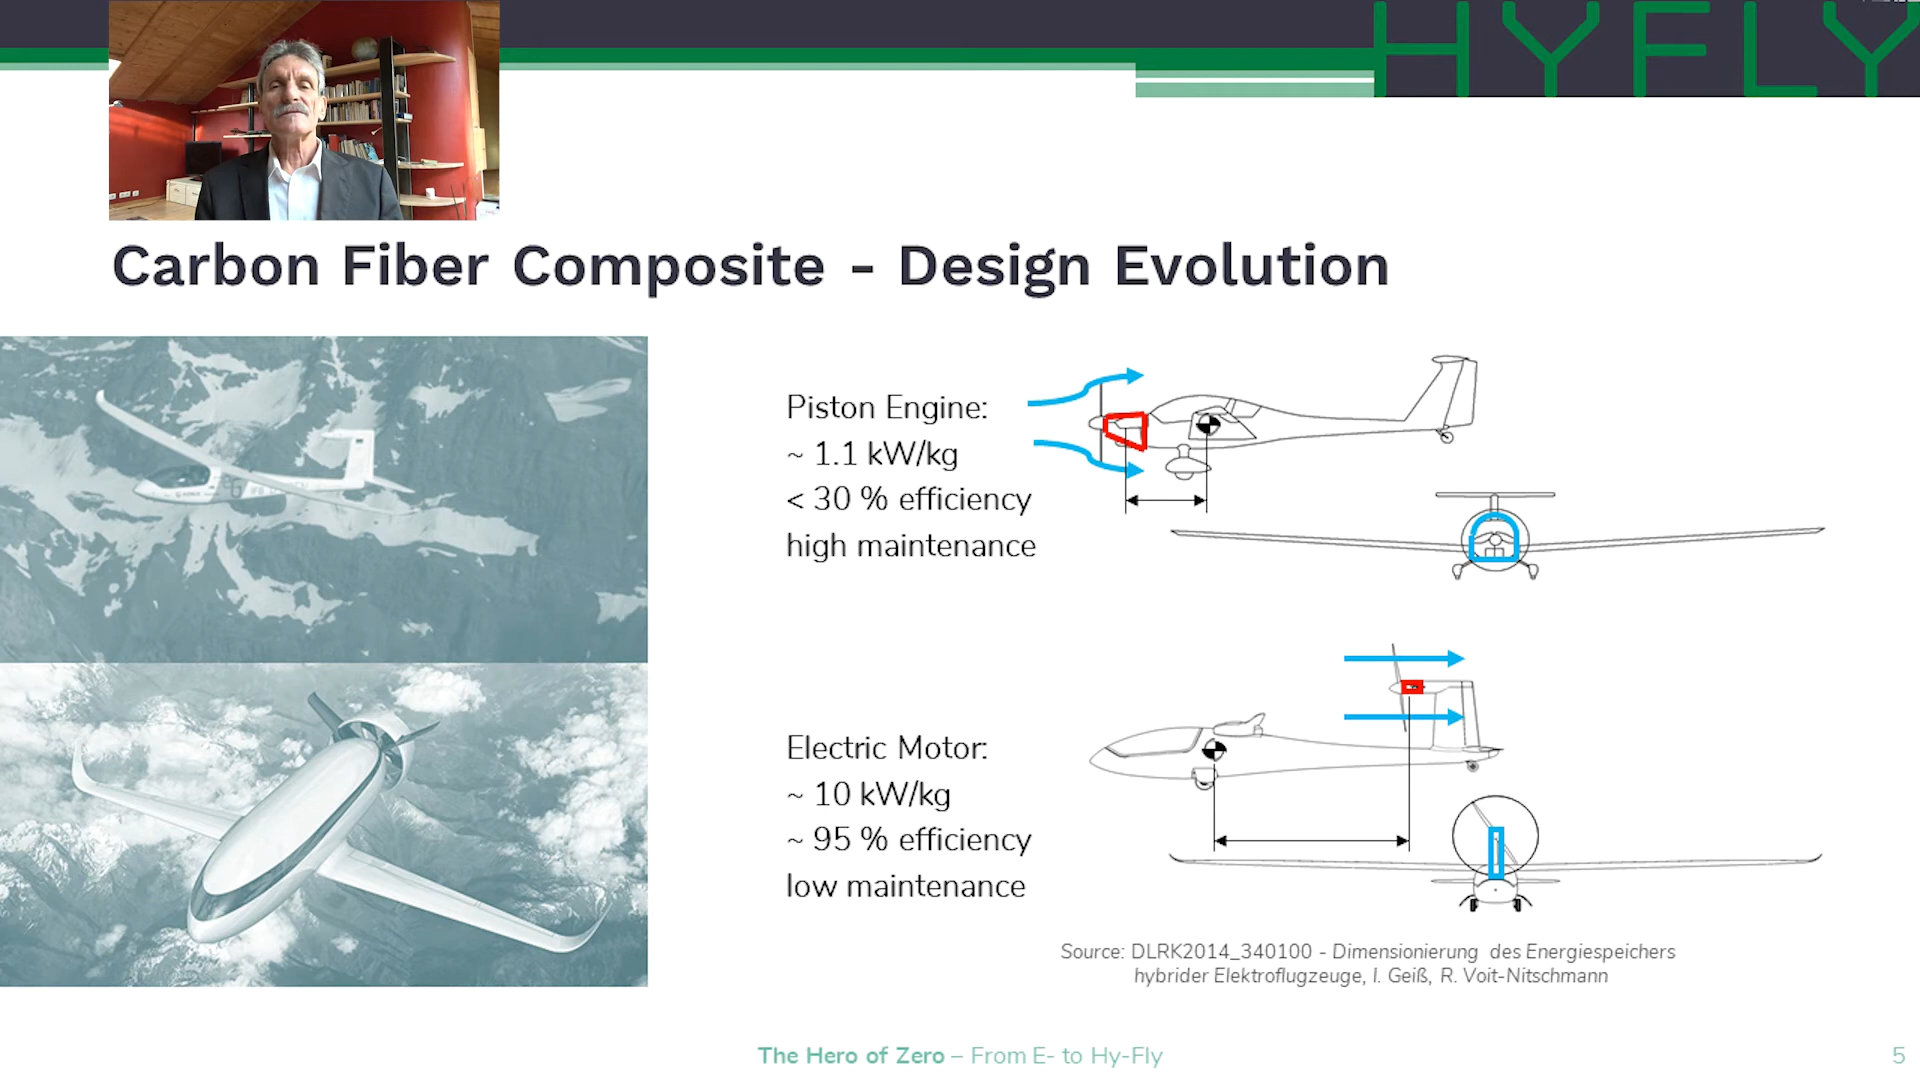 HYFLY
Carbon Fiber Composite - Design Evolution
Piston Engine:
~ 1.1 kW/kg
< 30 % efficiency
high maintenance
Electric Motor:
~ 10 kW/kg
~ 95 % efficiency
low maintenance
Source: DLRK2014_340100 - Dimensionierung des Energiespeichers
hybrider Elektroflugzeuge, I. Geiß, R. Voit-Nitschmann
The Hero of Zero – From E- to Hy-Fly
5